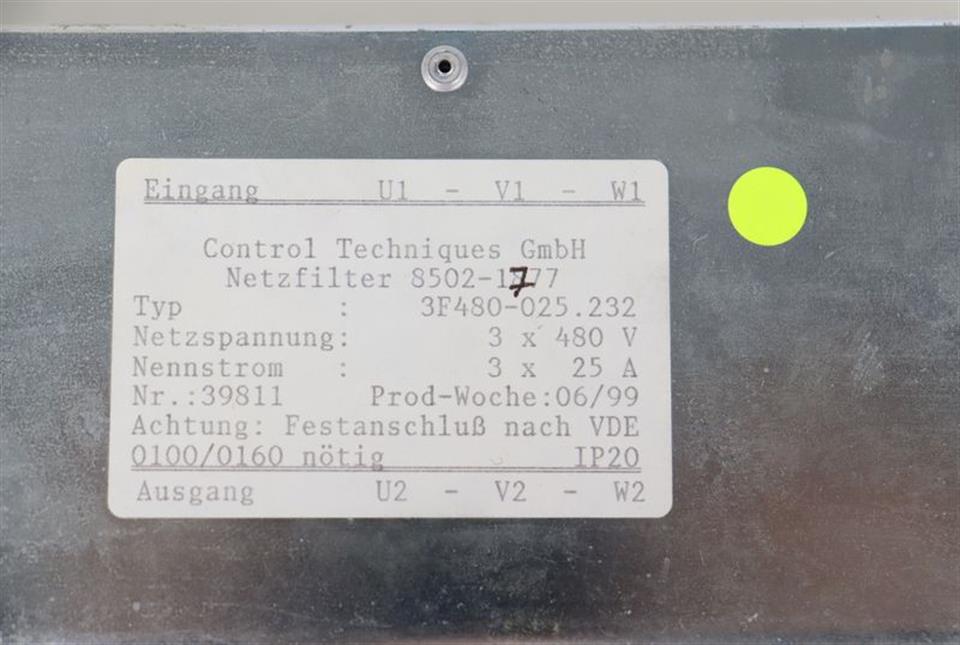 Eingang U1 - V1 - W1
Control Techniques GmbH
Netzfilter 8502-1777
Typ : 3F480-025.232
Netzspannung: 3 x 480 V
Nennstrom : 3 x 25 A
Nr.:39811 Prod-Woche:06/99
Achtung: Festanschluß nach VDE
0100/0160 nötig IP20
Ausgang U2 - V2 - W2